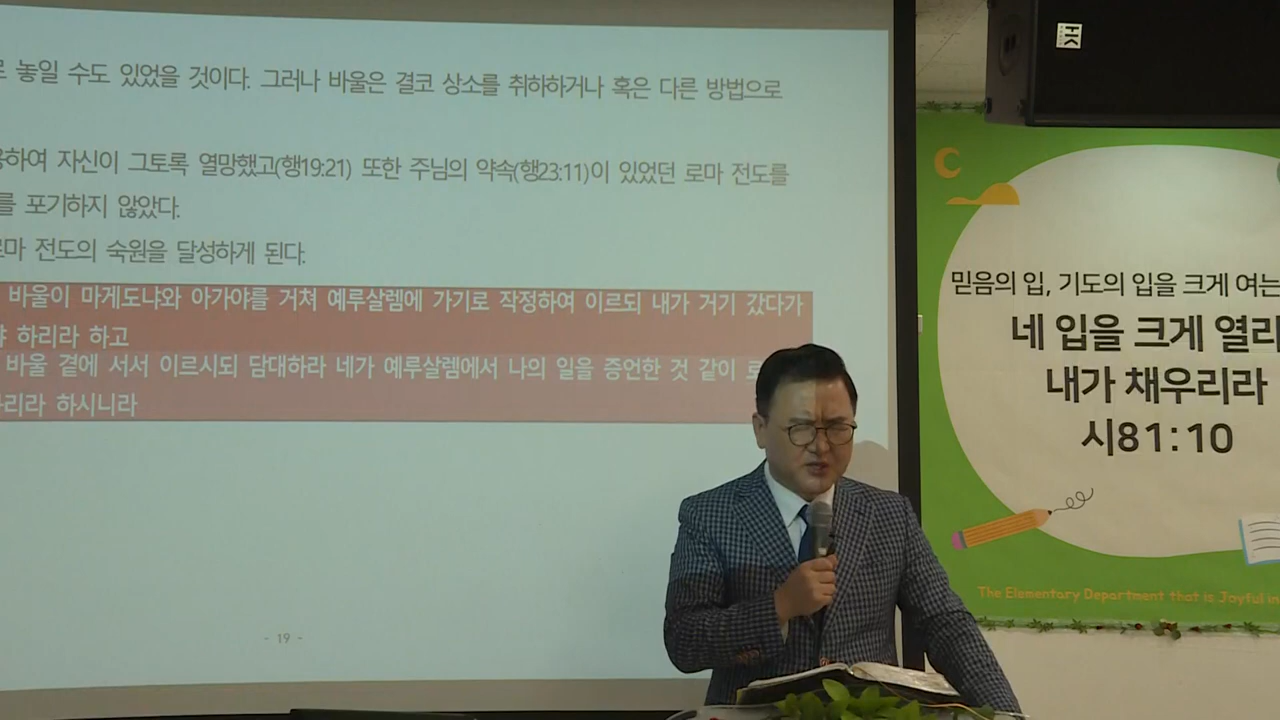 로 놓일 수도 있었을 것이다. 그러나 바울은 결코 상소를 취하하거나 혹은 다른 방법으로
하여 자신이 그토록 열망했고(행19:21) 또한 주님의 약속(행23:11)이 있었던 로마 전도를
를 포기하지 않았다.
로마 전도의 숙원을 달성하게 된다.
바울이 마게도냐와 아가야를 거쳐 예루살렘에 가기로 작정하여 이르되 내가 거기 갔다가
야 하리라 하고
바울 곁에 서서 이르시되 담대하라 네가 예루살렘에서 나의 일을 증언한 것 같이 로
하리라 하시니라
- 19 -
HK
믿음의 입, 기도의 입을 크게 여는
네 입을 크게 열라
내가 채우리라
시81:10
The Elementary Department that is Joyful in